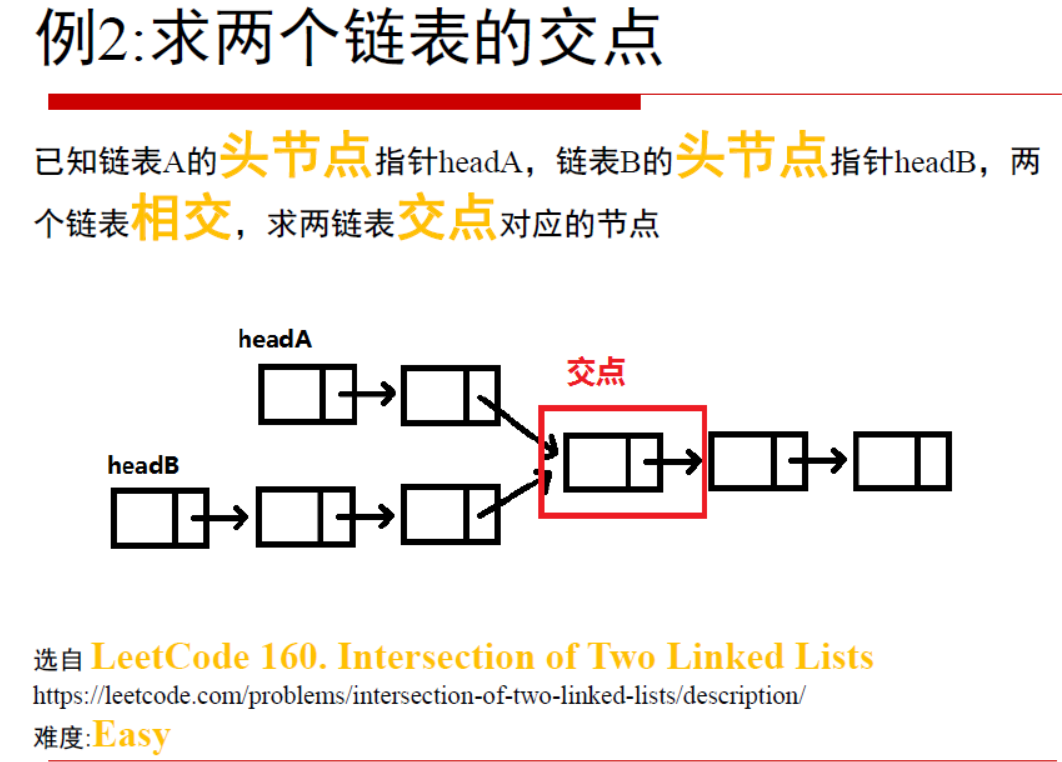 例2:求两个链表的交点
已知链表A的头节点指针headA，链表B的头节点指针headB，两
个链表相交，求两链表交点对应的节点
headA
交点
headB
选自 LeetCode 160. Intersection of Two Linked Lists
https://leetcode.com/problems/intersection-of-two-linked-lists/description/
难度:Easy